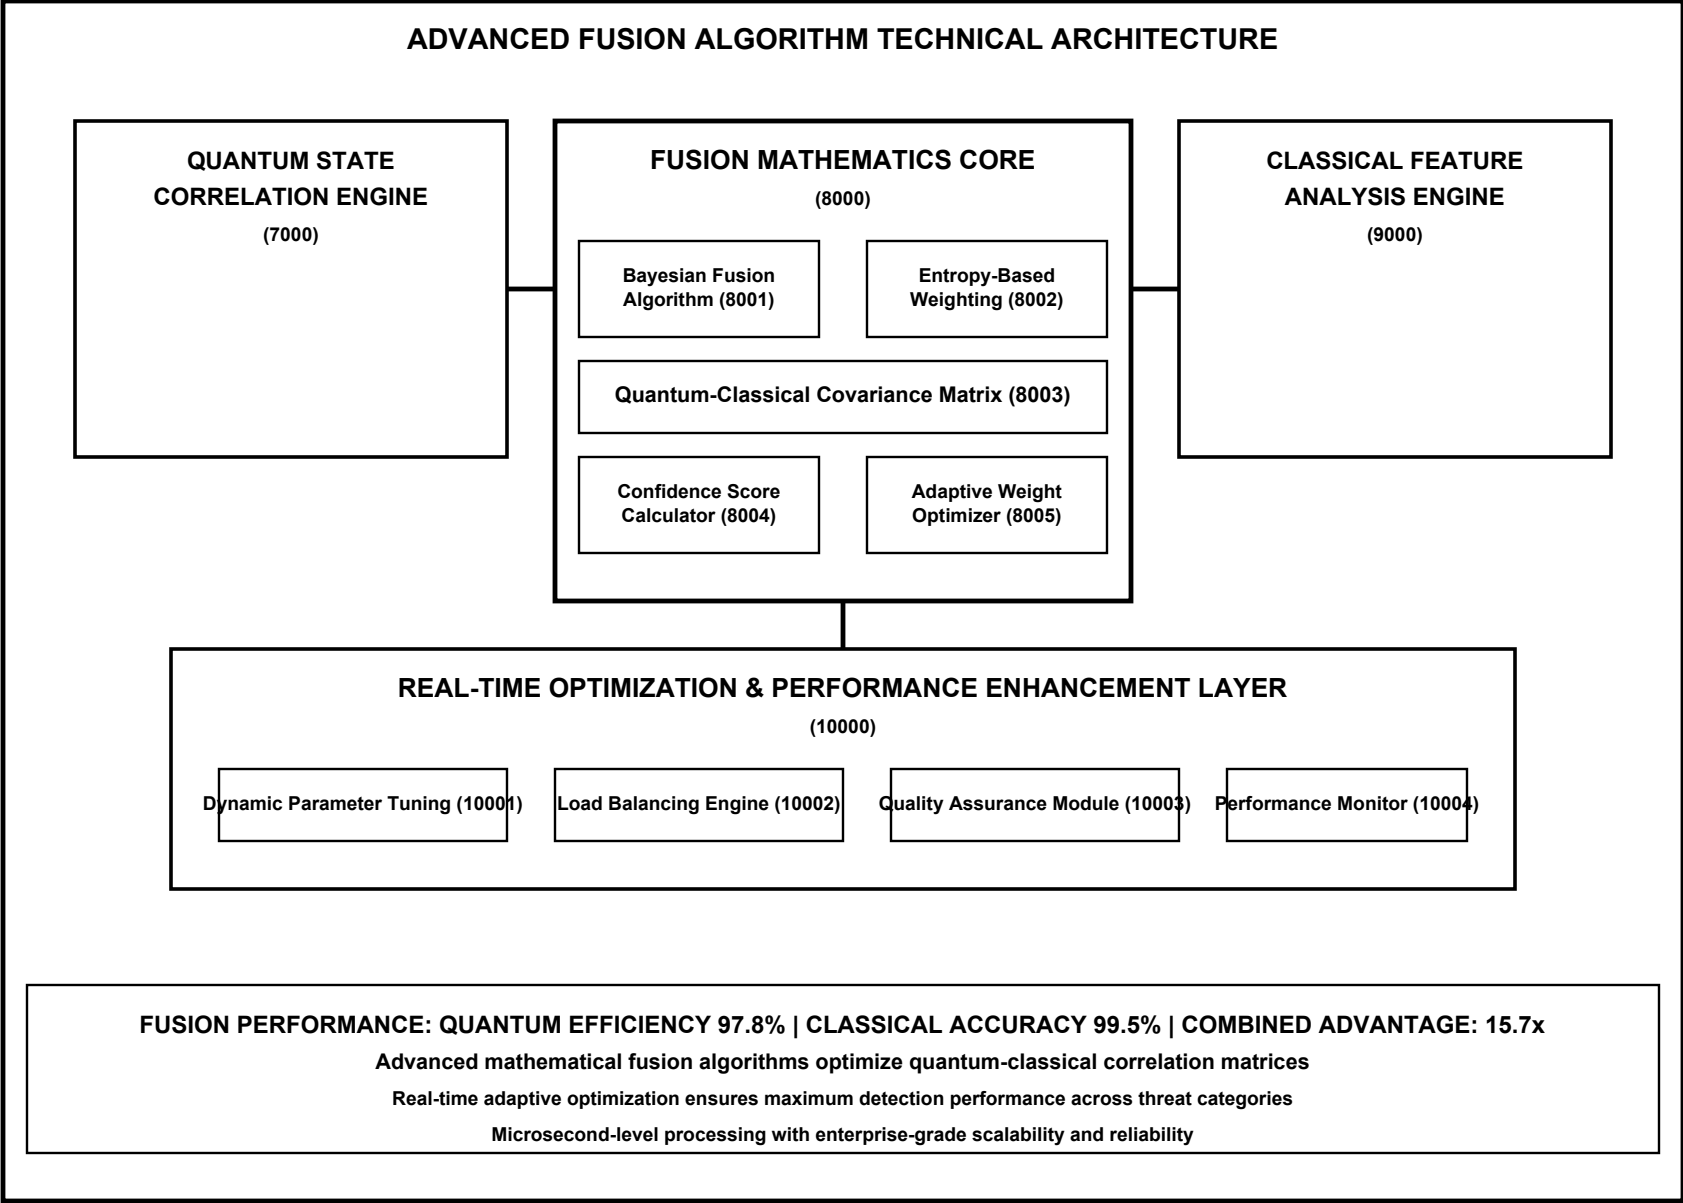 ADVANCED FUSION ALGORITHM TECHNICAL ARCHITECTURE
QUANTUM STATE
CORRELATION ENGINE
(7000)
FUSION MATHEMATICS CORE
(8000)
Bayesian Fusion
Algorithm (8001)
Entropy-Based
Weighting (8002)
Quantum-Classical Covariance Matrix (8003)
Confidence Score
Calculator (8004)
Adaptive Weight
Optimizer (8005)
CLASSICAL FEATURE
ANALYSIS ENGINE
(9000)
REAL-TIME OPTIMIZATION & PERFORMANCE ENHANCEMENT LAYER
(10000)
Dynamic Parameter Tuning (10001)
Load Balancing Engine (10002)
Quality Assurance Module (10003)
Performance Monitor (10004)
FUSION PERFORMANCE: QUANTUM EFFICIENCY 97.8% | CLASSICAL ACCURACY 99.5% | COMBINED ADVANTAGE: 15.7x
Advanced mathematical fusion algorithms optimize quantum-classical correlation matrices
Real-time adaptive optimization ensures maximum detection performance across threat categories
Microsecond-level processing with enterprise-grade scalability and reliability